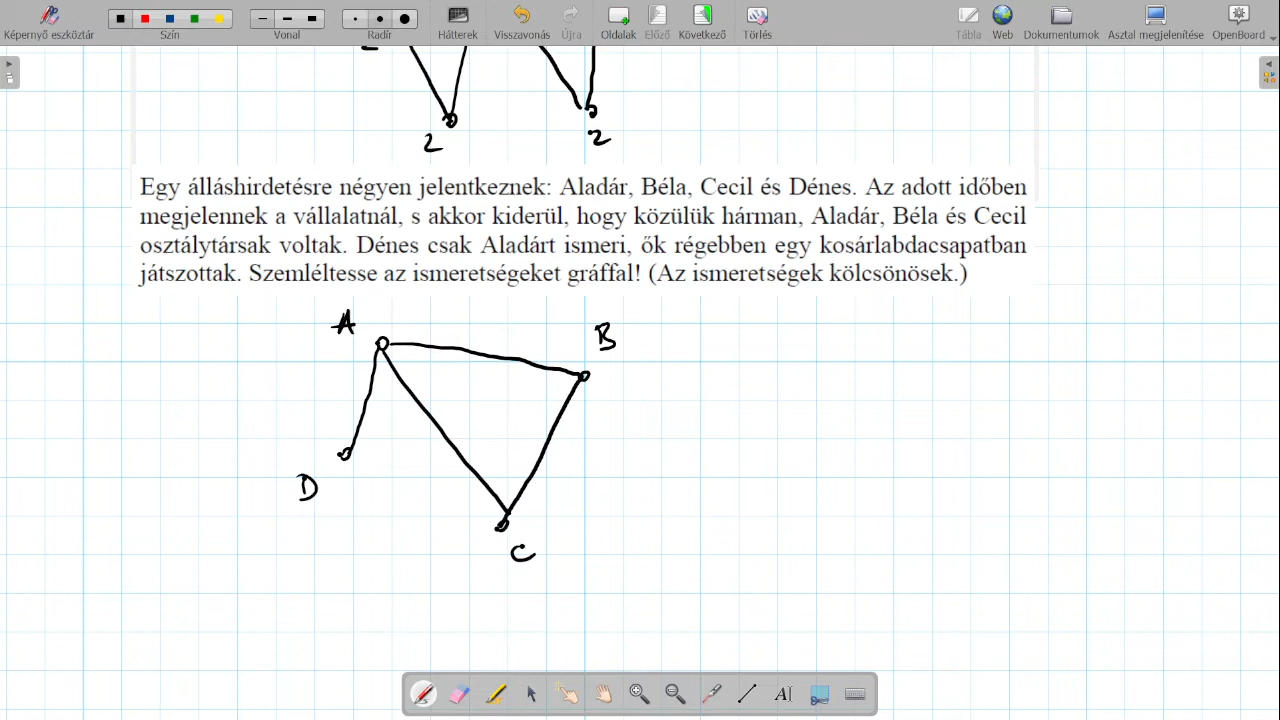 Képernyő eszköztár Szín Vonal Radír Hátterek Visszavonás Újra Oldalak Előző Következő Törlés Tábla Web Dokumentumok Asztal megjelenítése OpenBoard
2 2
Egy álláshirdetésre négyen jelentkeznek: Aladár, Béla, Cecil és Dénes. Az adott időben
megjelennek a vállalatnál, s akkor kiderül, hogy közülük hárman, Aladár, Béla és Cecil
osztálytársak voltak. Dénes csak Aladárt ismeri, ők régebben egy kosárlabdacsapatban
játszottak. Szemléltesse az ismeretségeket gráffal! (Az ismeretségek kölcsönösek.)
A
B
D
C